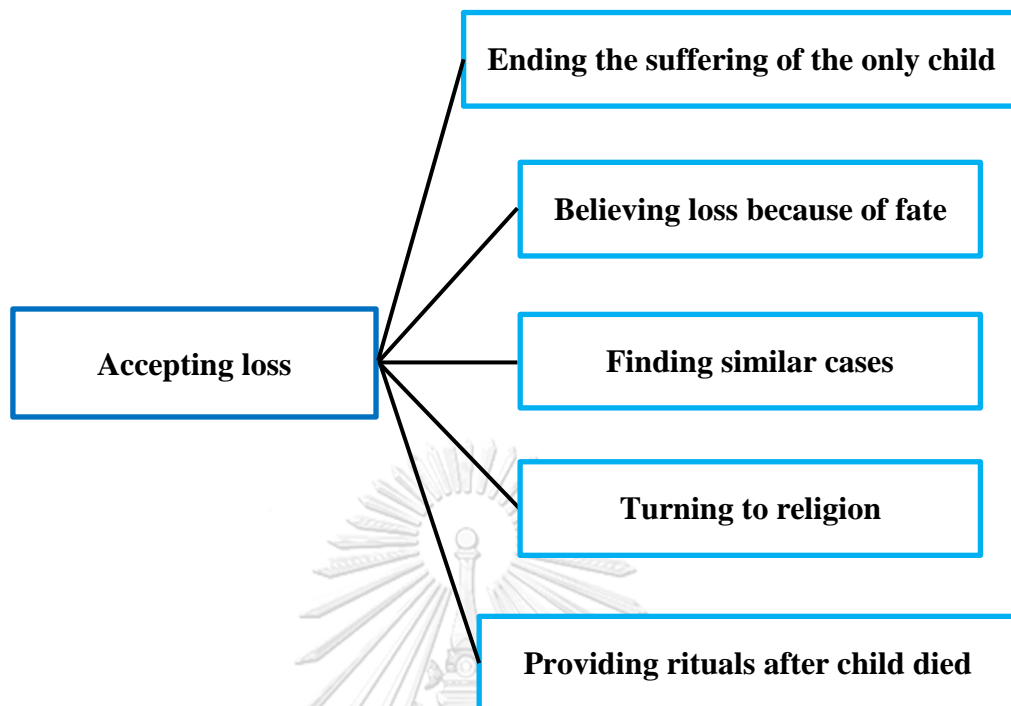 Ending the suffering of the only child
Believing loss because of fate
Accepting loss
Finding similar cases
Turning to religion
Providing rituals after child died